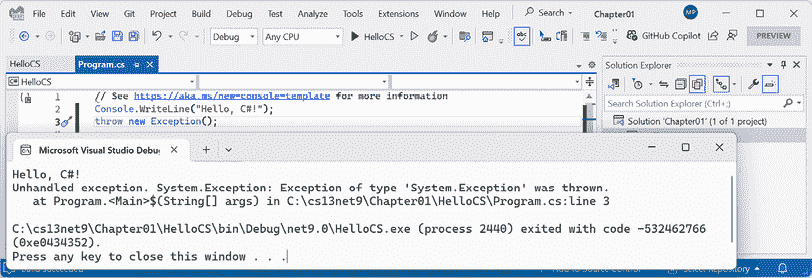 File Edit View Git Project Build Debug Test Analyze Tools Extensions Window Help Search Chapter01 MP
Debug Any CPU HelloCS GitHub Copilot PREVIEW
HelloCS Program.cs Solution Explorer
HelloCS
Search Solution Explorer (Ctrl+;)
1 // See https://aka.ms/new-console-template for more information
2 Console.WriteLine("Hello, C#!");
3 throw new Exception();
Solution 'Chapter01' (1 of 1 project)
Microsoft Visual Studio Debug
Hello, C#!
Unhandled exception. System.Exception: Exception of type 'System.Exception' was thrown.
at Program.<Main>$(String[] args) in C:\cs13net9\Chapter01\HelloCS\Program.cs:line 3
C:\cs13net9\Chapter01\HelloCS\bin\Debug\net9.0\HelloCS.exe (process 2440) exited with code -532462766
(0xe0434352).
Press any key to close this window . . .